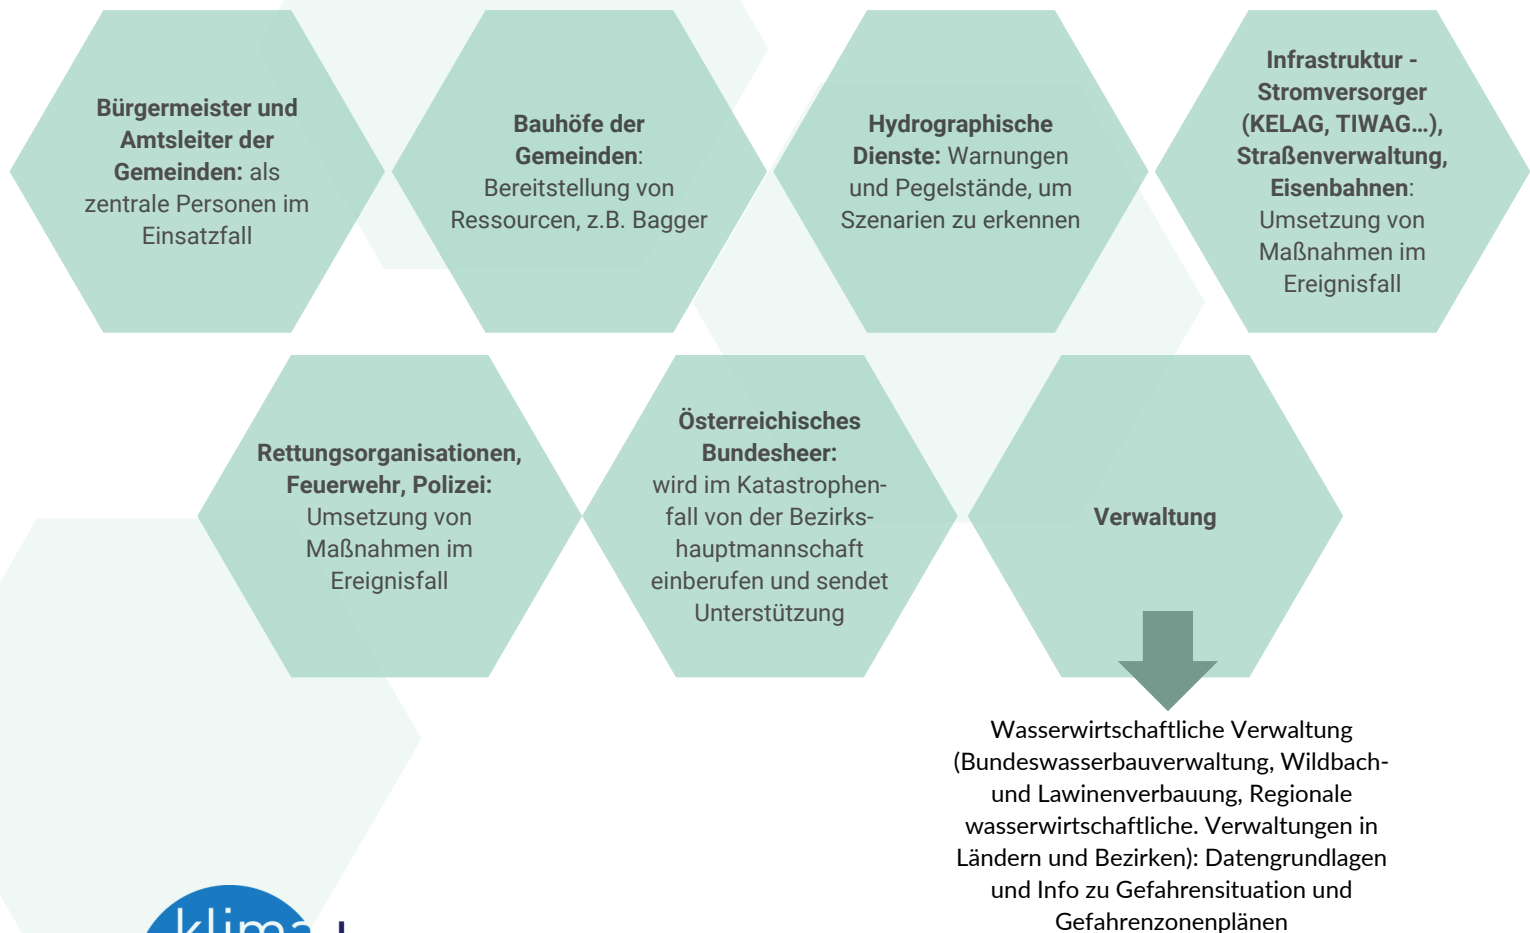 Bürgermeister und
Amtsleiter der
Gemeinden: als
zentrale Personen im
Einsatzfall
Bauhöfe der
Gemeinden:
Bereitstellung von
Ressourcen, z.B. Bagger
Hydrographische
Dienste: Warnungen
und Pegelstände, um
Szenarien zu erkennen
Infrastruktur -
Stromversorger
(KELAG, TIWAG...),
Straßenverwaltung,
Eisenbahnen:
Umsetzung von
Maßnahmen im
Ereignisfall
Rettungsorganisationen,
Feuerwehr, Polizei:
Umsetzung von
Maßnahmen im
Ereignisfall
Österreichisches
Bundesheer:
wird im Katastrophen-
fall von der Bezirks-
hauptmannschaft
einberufen und sendet
Unterstützung
Verwaltung
Wasserwirtschaftliche Verwaltung
(Bundeswasserbauverwaltung, Wildbach-
und Lawinenverbauung, Regionale
wasserwirtschaftliche. Verwaltungen in
Ländern und Bezirken): Datengrundlagen
und Info zu Gefahrensituation und
Gefahrenzonenplänen
klima